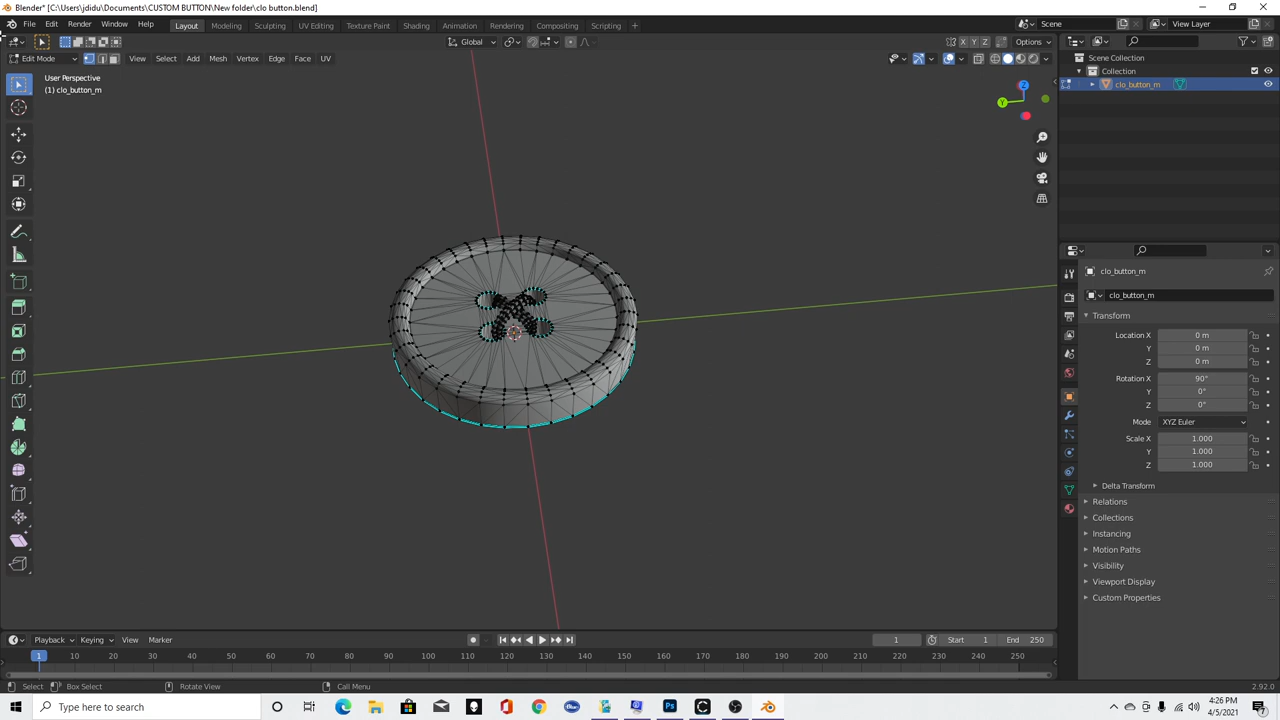 Blender* [C:\Users\jdidu\Documents\CUSTOM BUTTON\New folder\clo button.blend]
File Edit Render Window Help Layout Modeling Sculpting UV Editing Texture Paint Shading Animation Rendering Compositing Scripting + Scene View Layer
Global X Y Z Options
Edit Mode View Select Add Mesh Vertex Edge Face UV
User Perspective
(1) clo_button_m
Scene Collection
Collection
clo_button_m
Z
Y
clo_button_m
clo_button_m
Transform
Location X 0 m
Y 0 m
Z 0 m
Rotation X 90°
Y 0°
Z 0°
Mode XYZ Euler
Scale X 1.000
Y 1.000
Z 1.000
Delta Transform
Relations
Collections
Instancing
Motion Paths
Visibility
Viewport Display
Custom Properties
Playback Keying View Marker 1 Start 1 End 250
1 10 20 30 40 50 60 70 80 90 100 110 120 130 140 150 160 170 180 190 200 210 220 230 240 250
Select Box Select Rotate View Call Menu 2.92.0
Type here to search
4:26 PM
4/5/2021